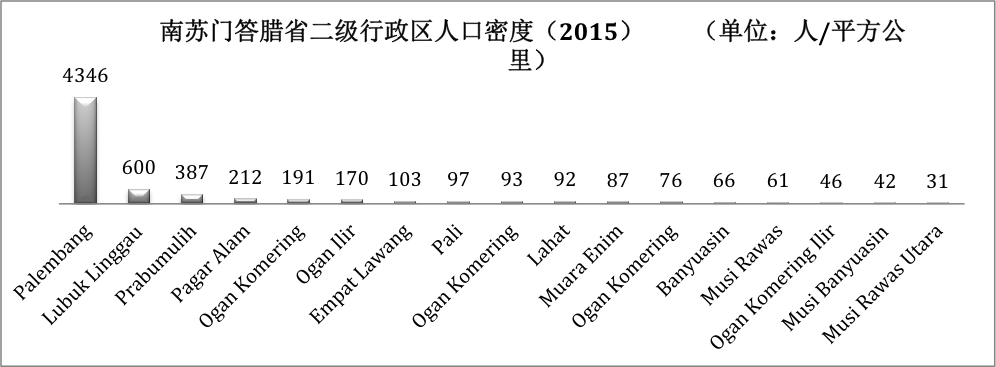 南苏门答腊省二级行政区人口密度（2015） （单位：人/平方公
里）
4346
600
387
212
191
170
103
97
93
92
87
76
66
61
46
42
31
Palembang
Lubuk Linggau
Prabumulih
Pagar Alam
Ogan Komering
Ogan Ilir
Empat Lawang
Pali
Ogan Komering
Lahat
Muara Enim
Ogan Komering
Banyuasin
Musi Rawas
Ogan Komering Ilir
Musi Banyuasin
Musi Rawas Utara